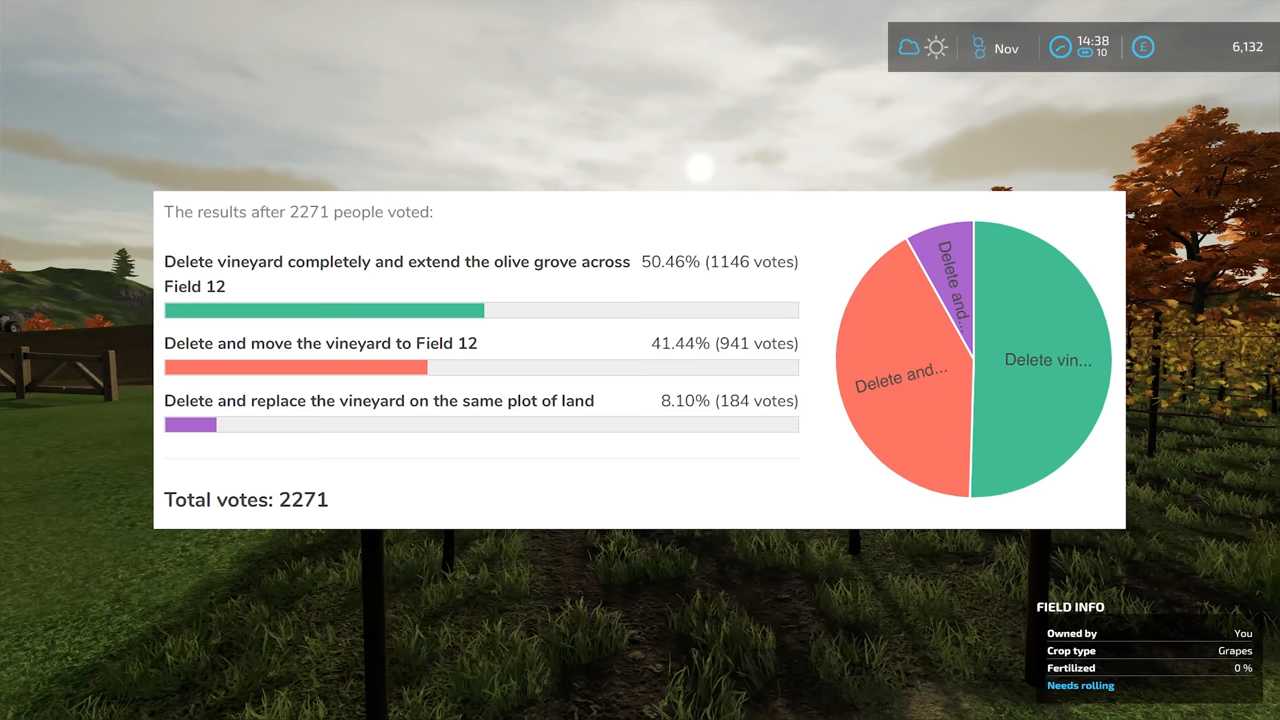 Nov
14:38
10
E
6,132
The results after 2271 people voted:
Delete vineyard completely and extend the olive grove across
Field 12
50.46% (1146 votes)
Delete and move the vineyard to Field 12
41.44% (941 votes)
Delete and replace the vineyard on the same plot of land
8.10% (184 votes)
Total votes: 2271
Delete and...
Delete and...
Delete vin...
FIELD INFO
Owned by You
Crop type Grapes
Fertilized 0 %
Needs rolling